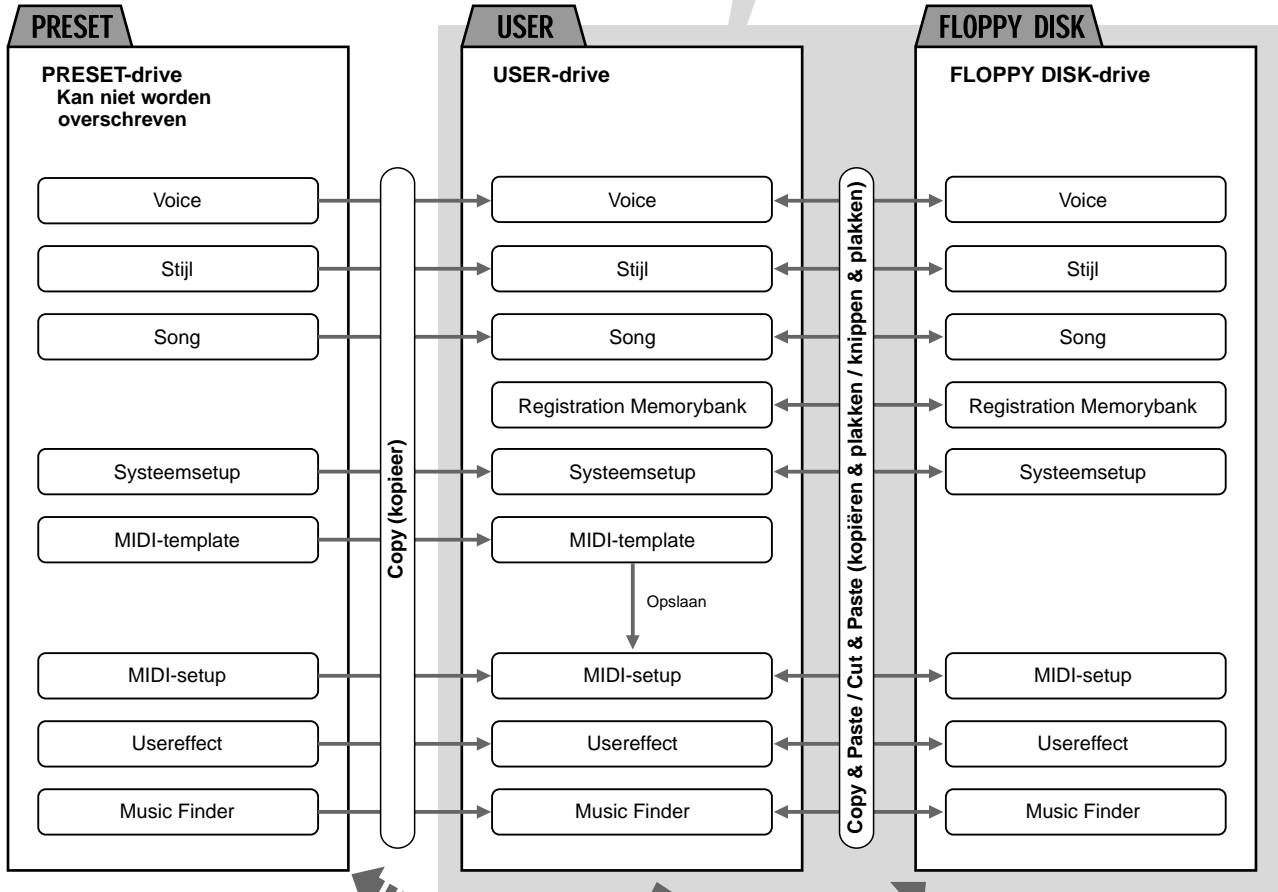 PRESET
PRESET-drive
Kan niet worden
overschreven
Voice
Stijl
Song
Systeemsetup
MIDI-template
MIDI-setup
Usereffect
Music Finder
Copy (kopieer)
USER
USER-drive
Voice
Stijl
Song
Registration Memorybank
Systeemsetup
MIDI-template
Opslaan
MIDI-setup
Usereffect
Music Finder
Copy & Paste / Cut & Paste (kopiëren & plakken / knippen & plakken)
FLOPPY DISK
FLOPPY DISK-drive
Voice
Stijl
Song
Registration Memorybank
Systeemsetup
MIDI-setup
Usereffect
Music Finder